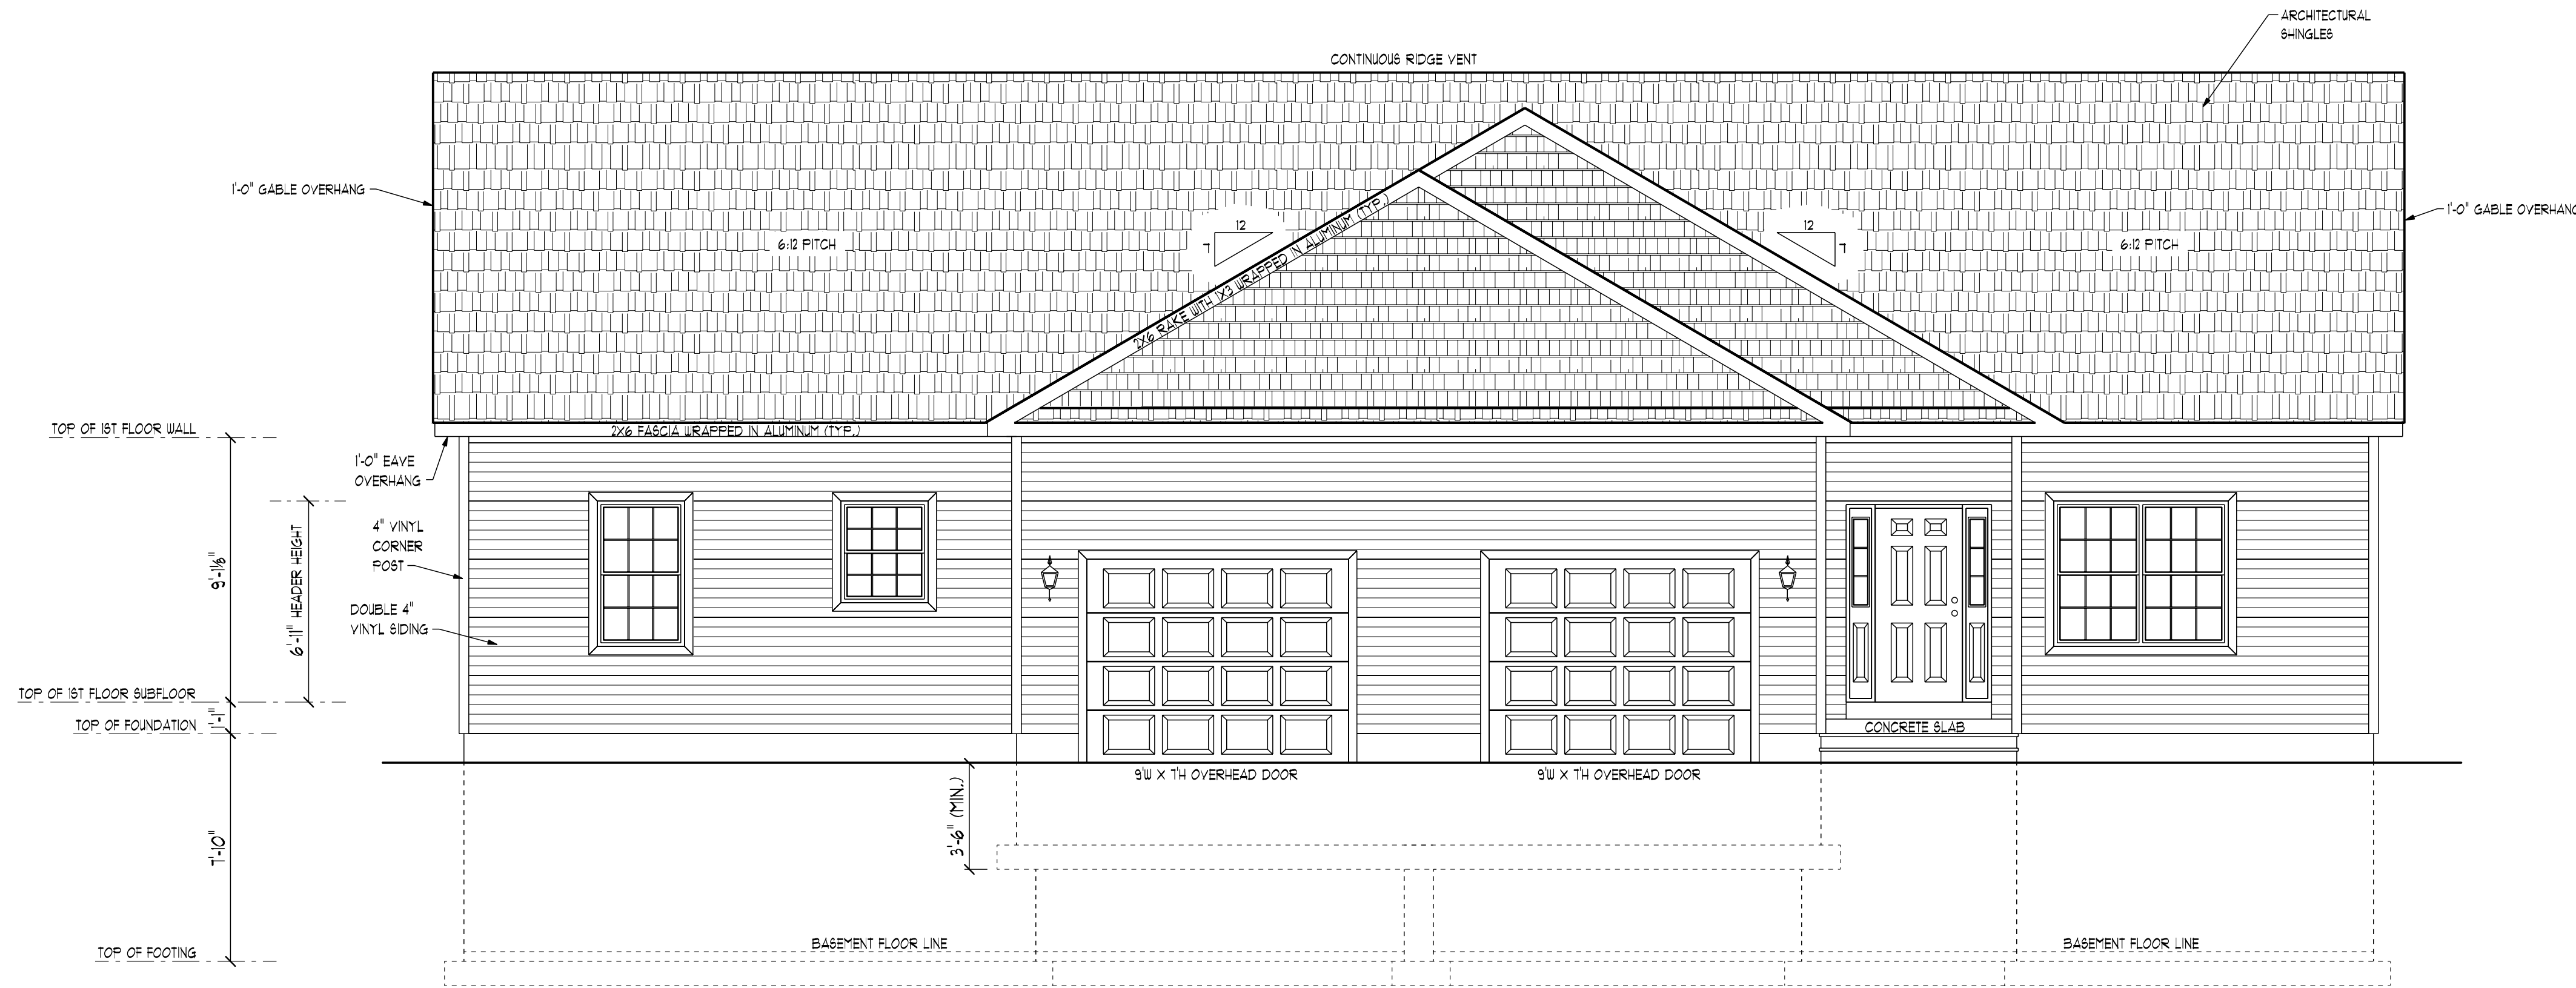 ARCHITECTURAL
SHINGLES
CONTINUOUS RIDGE VENT
1'-0" GABLE OVERHANG
1'-0" GABLE OVERHANG
12
7
12
7
6:12 PITCH
6:12 PITCH
2X6 RAKE WITH 1X3 WRAPPED IN ALUMINUM (TYP.)
TOP OF 1ST FLOOR WALL
2X6 FASCIA WRAPPED IN ALUMINUM (TYP.)
1'-0" EAVE
OVERHANG
4" VINYL
CORNER
POST
9'-1⅛"
6'-11" HEADER HEIGHT
DOUBLE 4"
VINYL SIDING
TOP OF 1ST FLOOR SUBFLOOR
1'-1"
TOP OF FOUNDATION
CONCRETE SLAB
9'W X 7'H OVERHEAD DOOR
9'W X 7'H OVERHEAD DOOR
3'-6" (MIN.)
7'-10"
BASEMENT FLOOR LINE
BASEMENT FLOOR LINE
TOP OF FOOTING